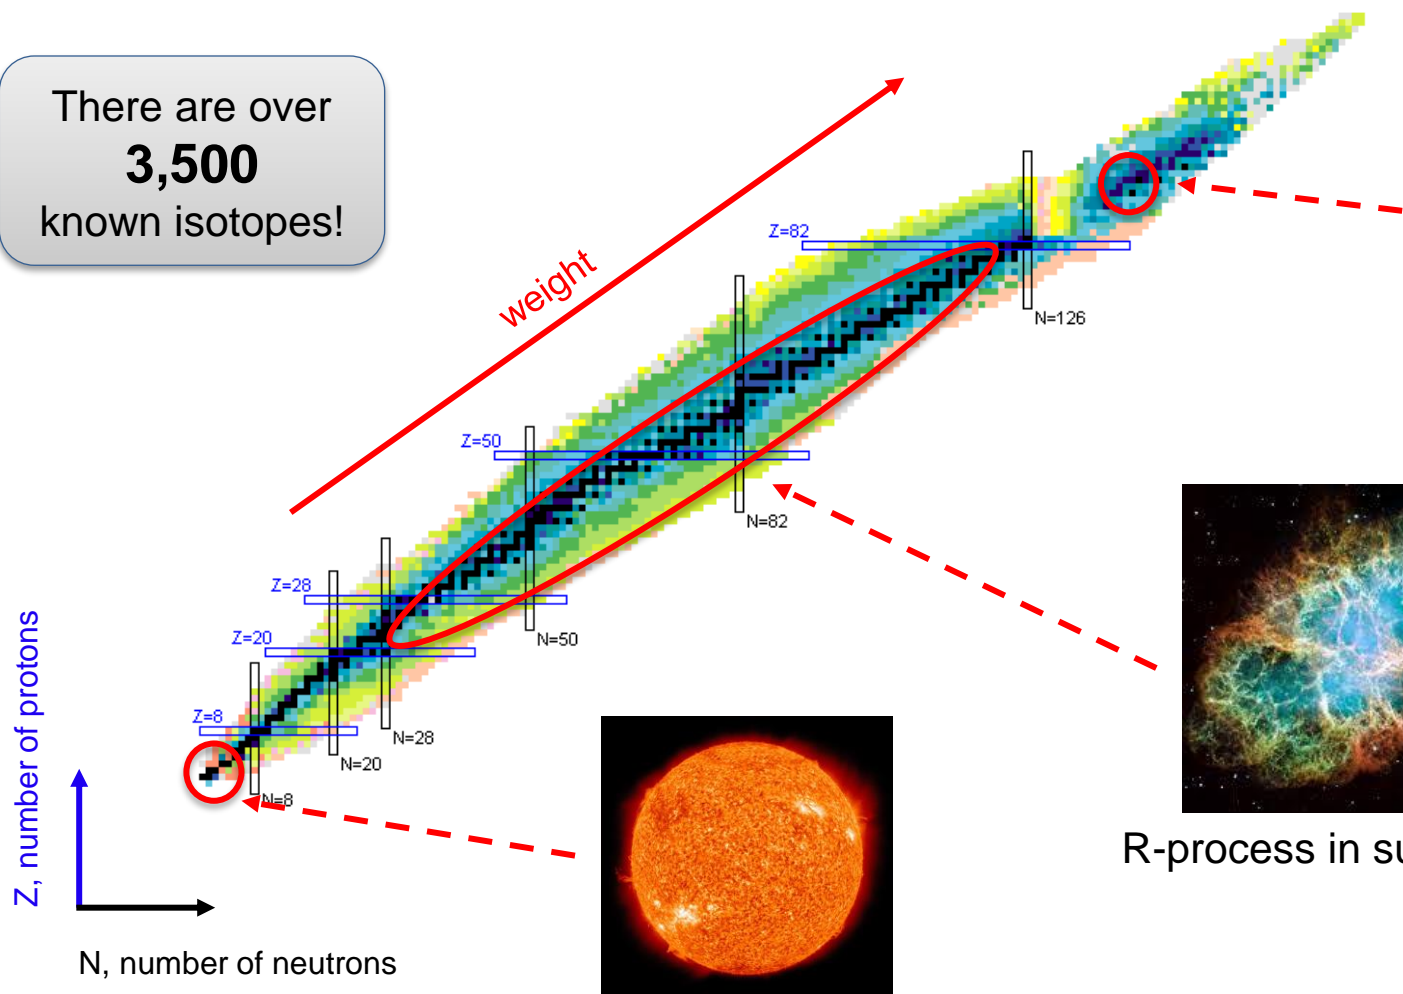 There are over
3,500
known isotopes!
weight
Z=82
N=126
Z=50
N=82
Z=28
N=50
Z=20
N=28
Z=8
N=20
N=8
Z, number of protons
N, number of neutrons
R-process in su